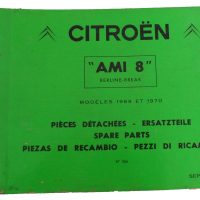 CITROËN
"AMI 8"
BERLINE-BREAK
MODÈLES 1969 ET 1970
PIÈCES DÉTACHÉES - ERSATZTEILE
SPARE PARTS
PIEZAS DE RECAMBIO - PEZZI DI RICAM